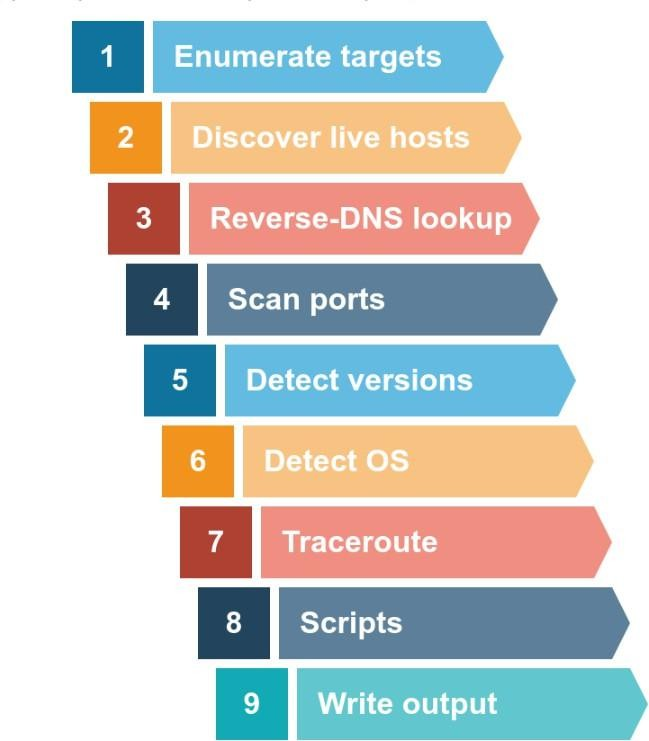 1 Enumerate targets
2 Discover live hosts
3 Reverse-DNS lookup
4 Scan ports
5 Detect versions
6 Detect OS
7 Traceroute
8 Scripts
9 Write output